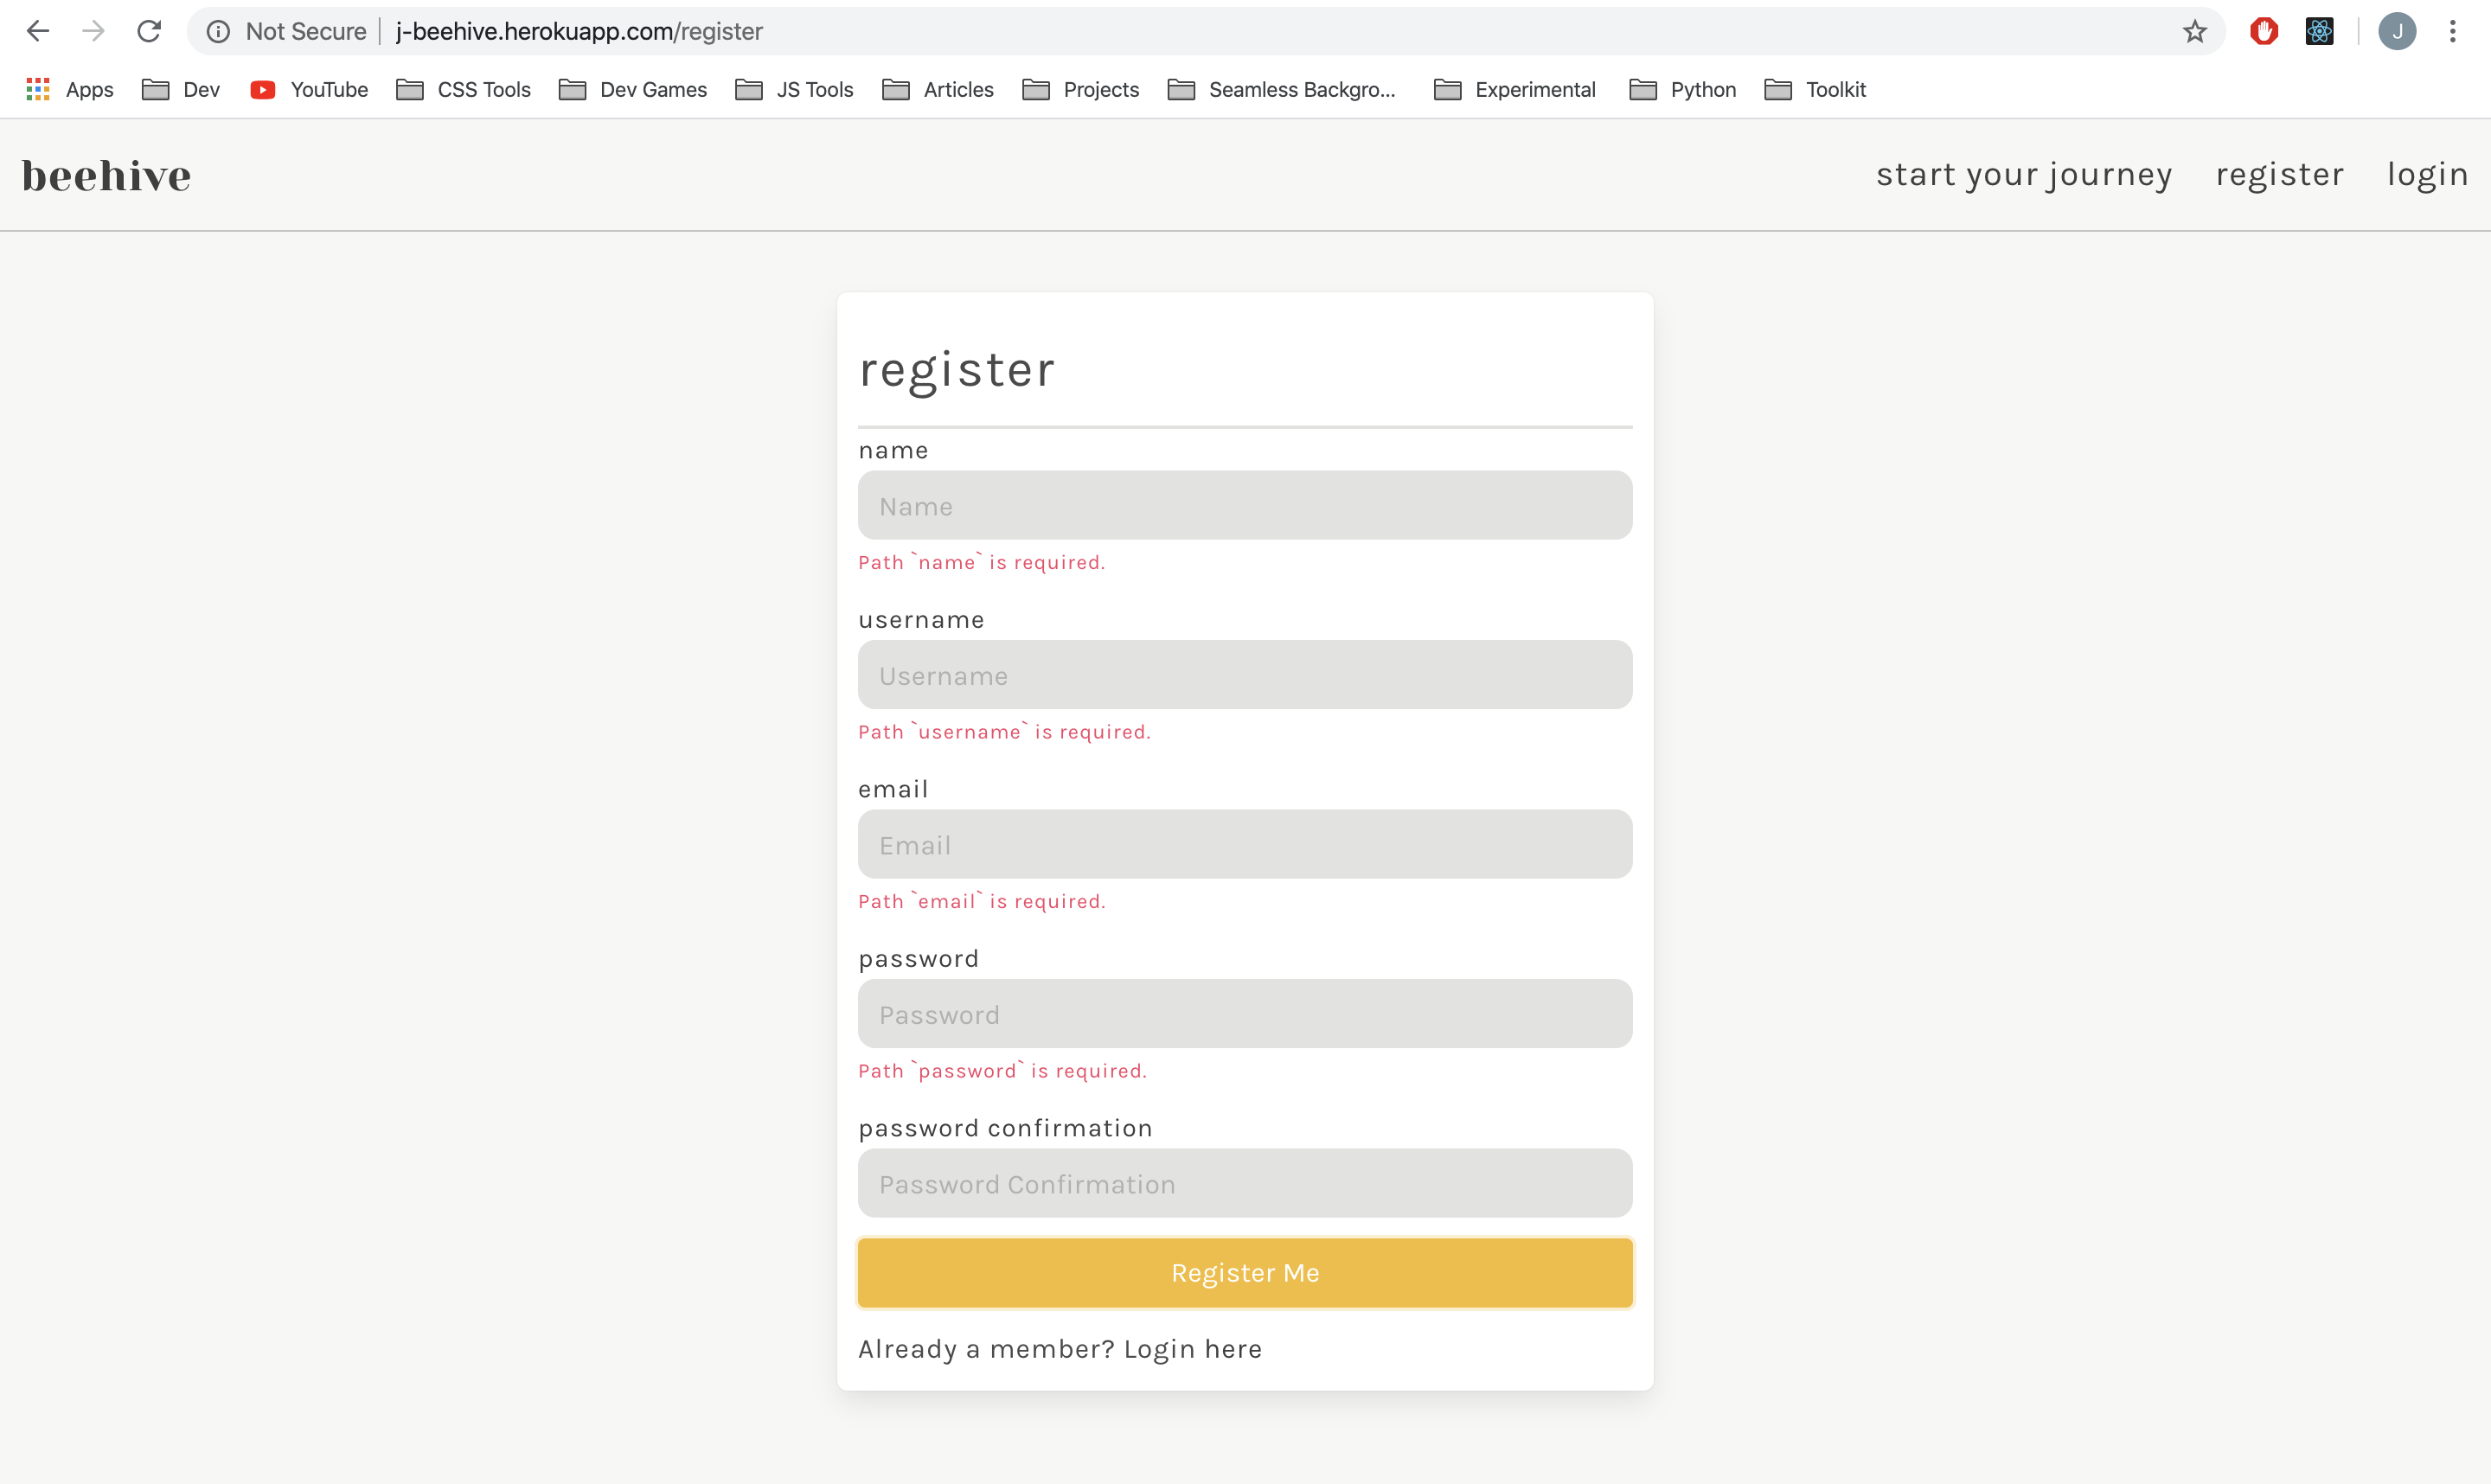 Not Secure | j-beehive.herokuapp.com/register
J
Apps Dev YouTube CSS Tools Dev Games JS Tools Articles Projects Seamless Backgro... Experimental Python Toolkit
beehive start your journey register login
register
name
Name
Path `name` is required.
username
Username
Path `username` is required.
email
Email
Path `email` is required.
password
Password
Path `password` is required.
password confirmation
Password Confirmation
Register Me
Already a member? Login here